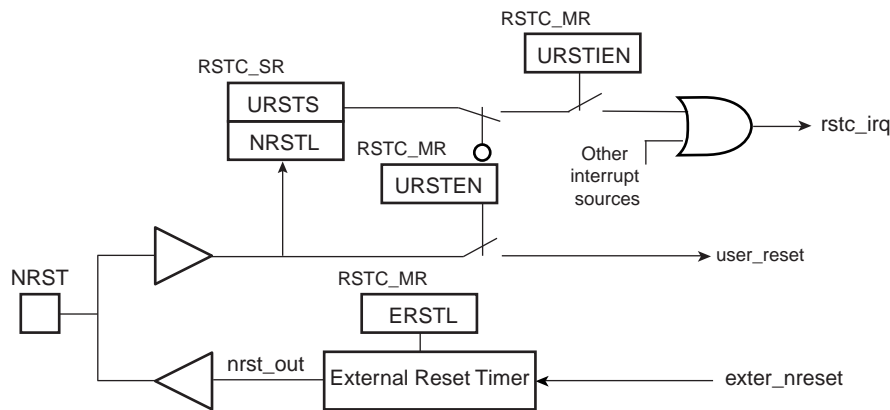 RSTC_MR
URSTIEN
RSTC_SR
URSTS
NRSTL
RSTC_MR
URSTEN
rstc_irq
Other
interrupt
sources
user_reset
NRST
RSTC_MR
ERSTL
nrst_out
External Reset Timer
exter_nreset